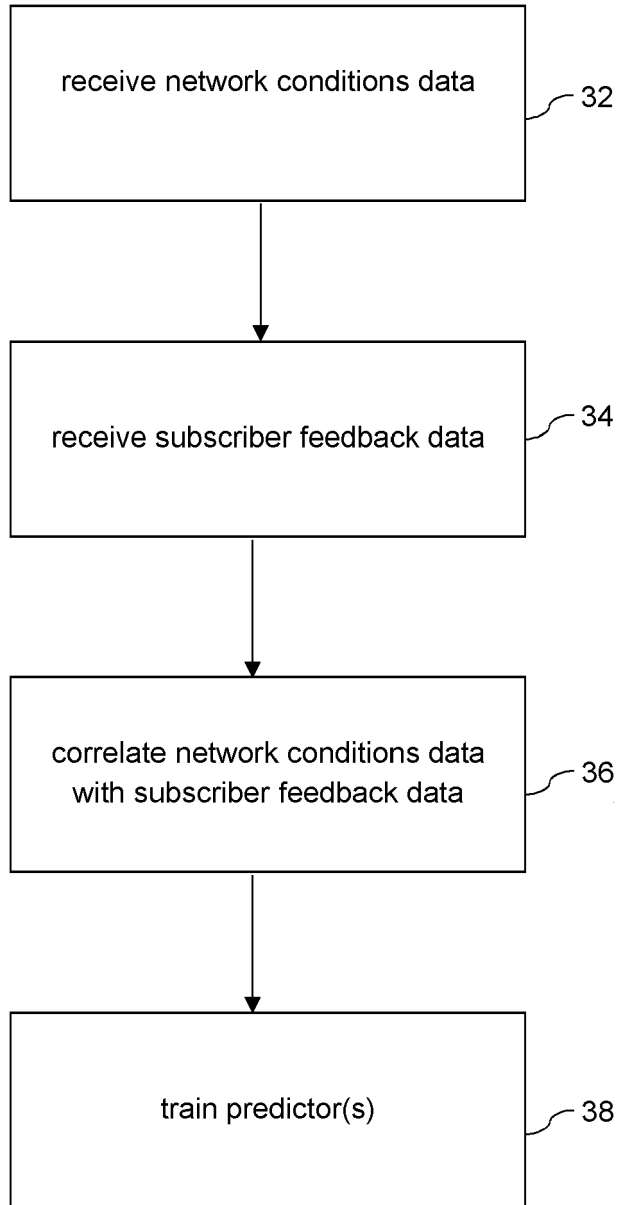 receive network conditions data
32
receive subscriber feedback data
34
correlate network conditions data
with subscriber feedback data
36
train predictor(s)
38